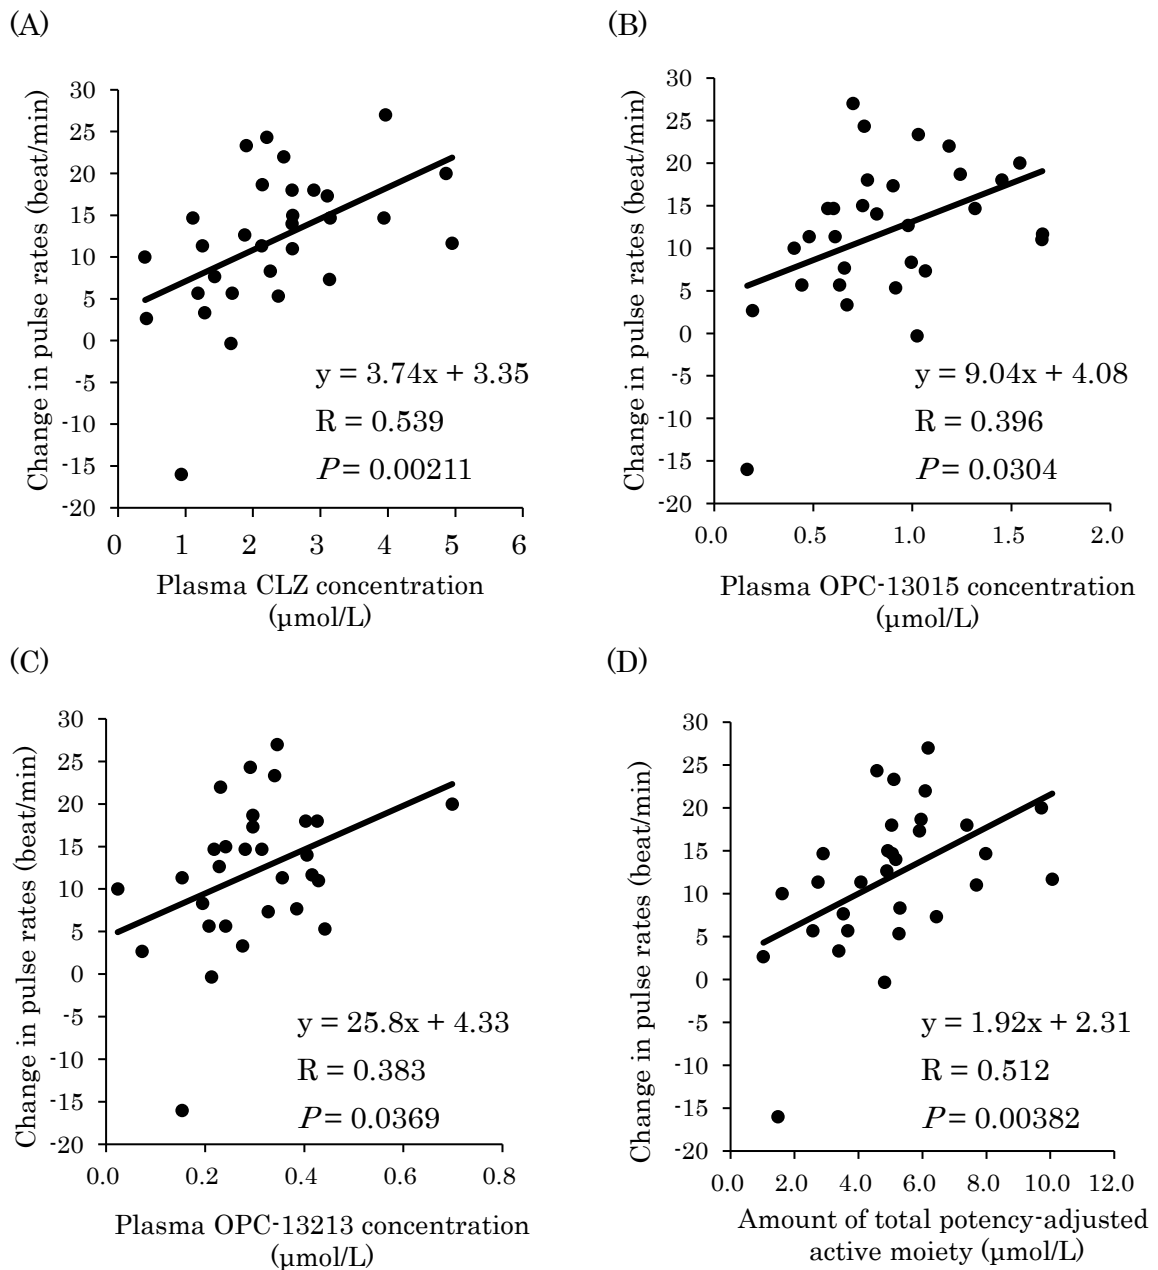 (A)
Change in pulse rates (beat/min)
30
25
20
15
10
5
0
-5
-10
-15
-20
y = 3.74x + 3.35
R = 0.539
P = 0.00211
0 1 2 3 4 5 6
Plasma CLZ concentration
(µmol/L)
(B)
Change in pulse rates (beat/min)
30
25
20
15
10
5
0
-5
-10
-15
-20
y = 9.04x + 4.08
R = 0.396
P = 0.0304
0.0 0.5 1.0 1.5 2.0
Plasma OPC-13015 concentration
(µmol/L)
(C)
Change in pulse rates (beat/min)
30
25
20
15
10
5
0
-5
-10
-15
-20
y = 25.8x + 4.33
R = 0.383
P = 0.0369
0.0 0.2 0.4 0.6 0.8
Plasma OPC-13213 concentration
(µmol/L)
(D)
Change in pulse rates (beat/min)
30
25
20
15
10
5
0
-5
-10
-15
-20
y = 1.92x + 2.31
R = 0.512
P = 0.00382
0.0 2.0 4.0 6.0 8.0 10.0 12.0
Amount of total potency-adjusted
active moiety (µmol/L)